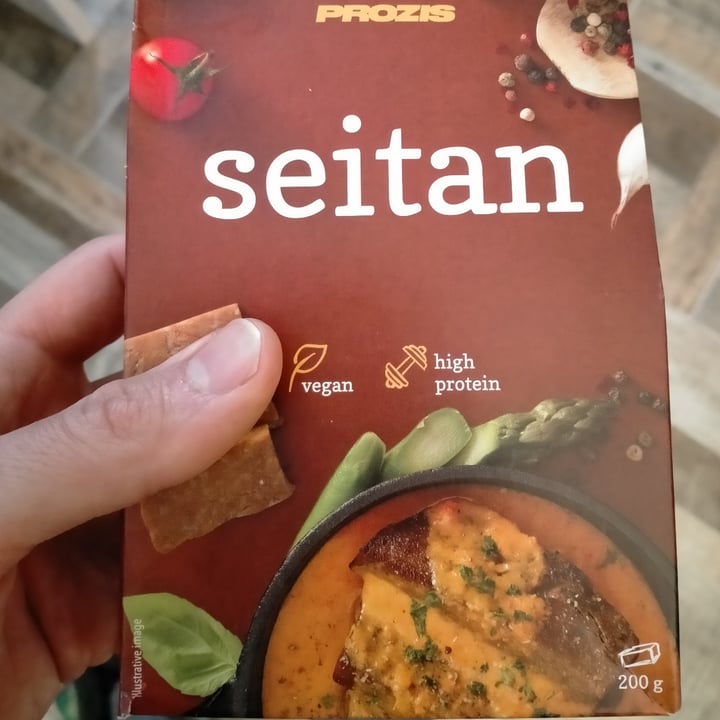 PROZIS
seitan
vegan
high
protein
Illustrative image
200 g